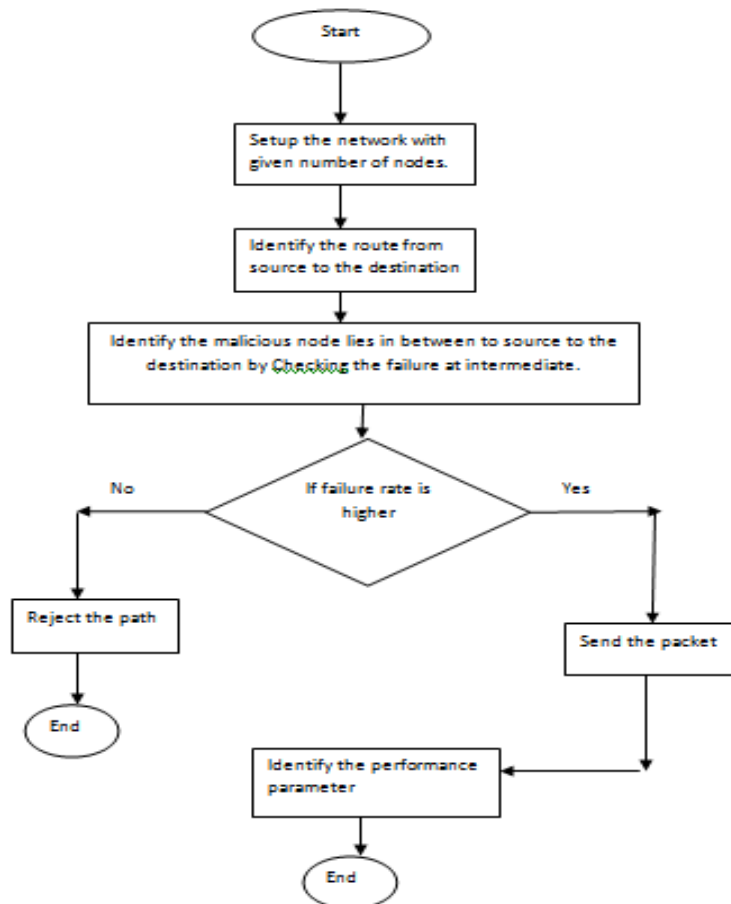 Start
Setup the network with
given number of nodes.
Identify the route from
source to the destination
Identify the malicious node lies in between to source to the
destination by Checking the failure at intermediate.
If failure rate is
higher
No
Yes
Reject the path
Send the packet
End
Identify the performance
parameter
End